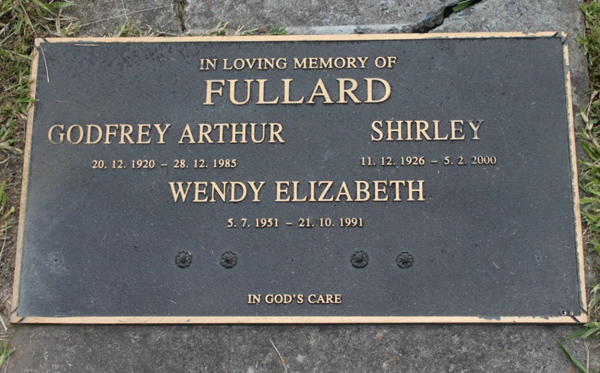 IN LOVING MEMORY OF
FULLARD
GODFREY ARTHUR
20. 12. 1920 – 28. 12. 1985
SHIRLEY
11. 12. 1926 – 5. 2. 2000
WENDY ELIZABETH
5. 7. 1951 – 21. 10. 1991
IN GOD'S CARE